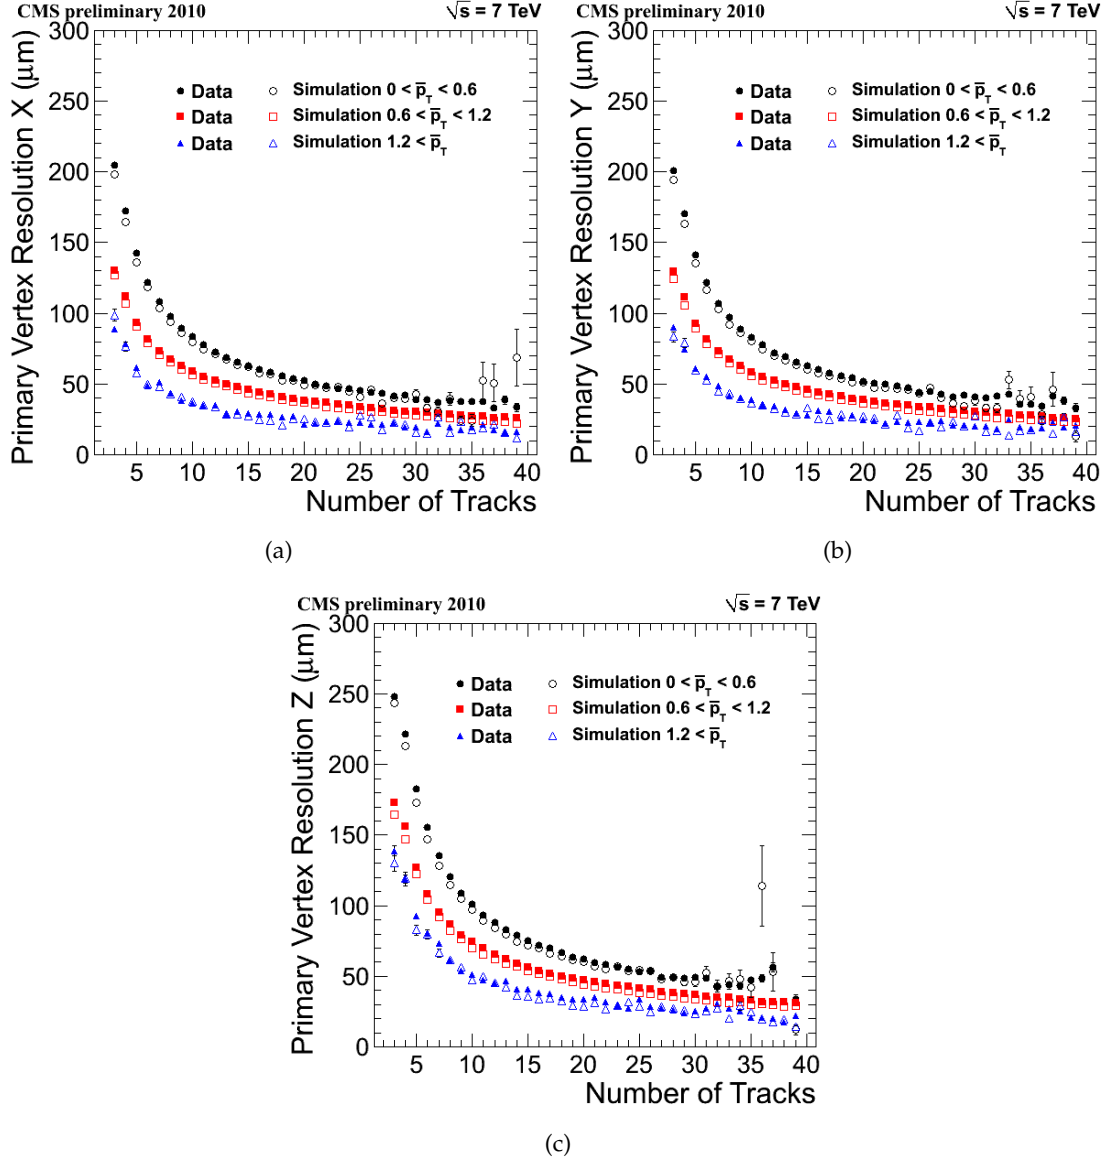 CMS preliminary 2010
√s = 7 TeV
Primary Vertex Resolution X (μm)
300
250
200
150
100
50
0
Data
Simulation 0 < p̅T < 0.6
Data
Simulation 0.6 < p̅T < 1.2
Data
Simulation 1.2 < p̅T
5 10 15 20 25 30 35 40
Number of Tracks
(a)
CMS preliminary 2010
√s = 7 TeV
Primary Vertex Resolution Y (μm)
300
250
200
150
100
50
0
Data
Simulation 0 < p̅T < 0.6
Data
Simulation 0.6 < p̅T < 1.2
Data
Simulation 1.2 < p̅T
5 10 15 20 25 30 35 40
Number of Tracks
(b)
CMS preliminary 2010
√s = 7 TeV
Primary Vertex Resolution Z (μm)
300
250
200
150
100
50
0
Data
Simulation 0 < p̅T < 0.6
Data
Simulation 0.6 < p̅T < 1.2
Data
Simulation 1.2 < p̅T
5 10 15 20 25 30 35 40
Number of Tracks
(c)